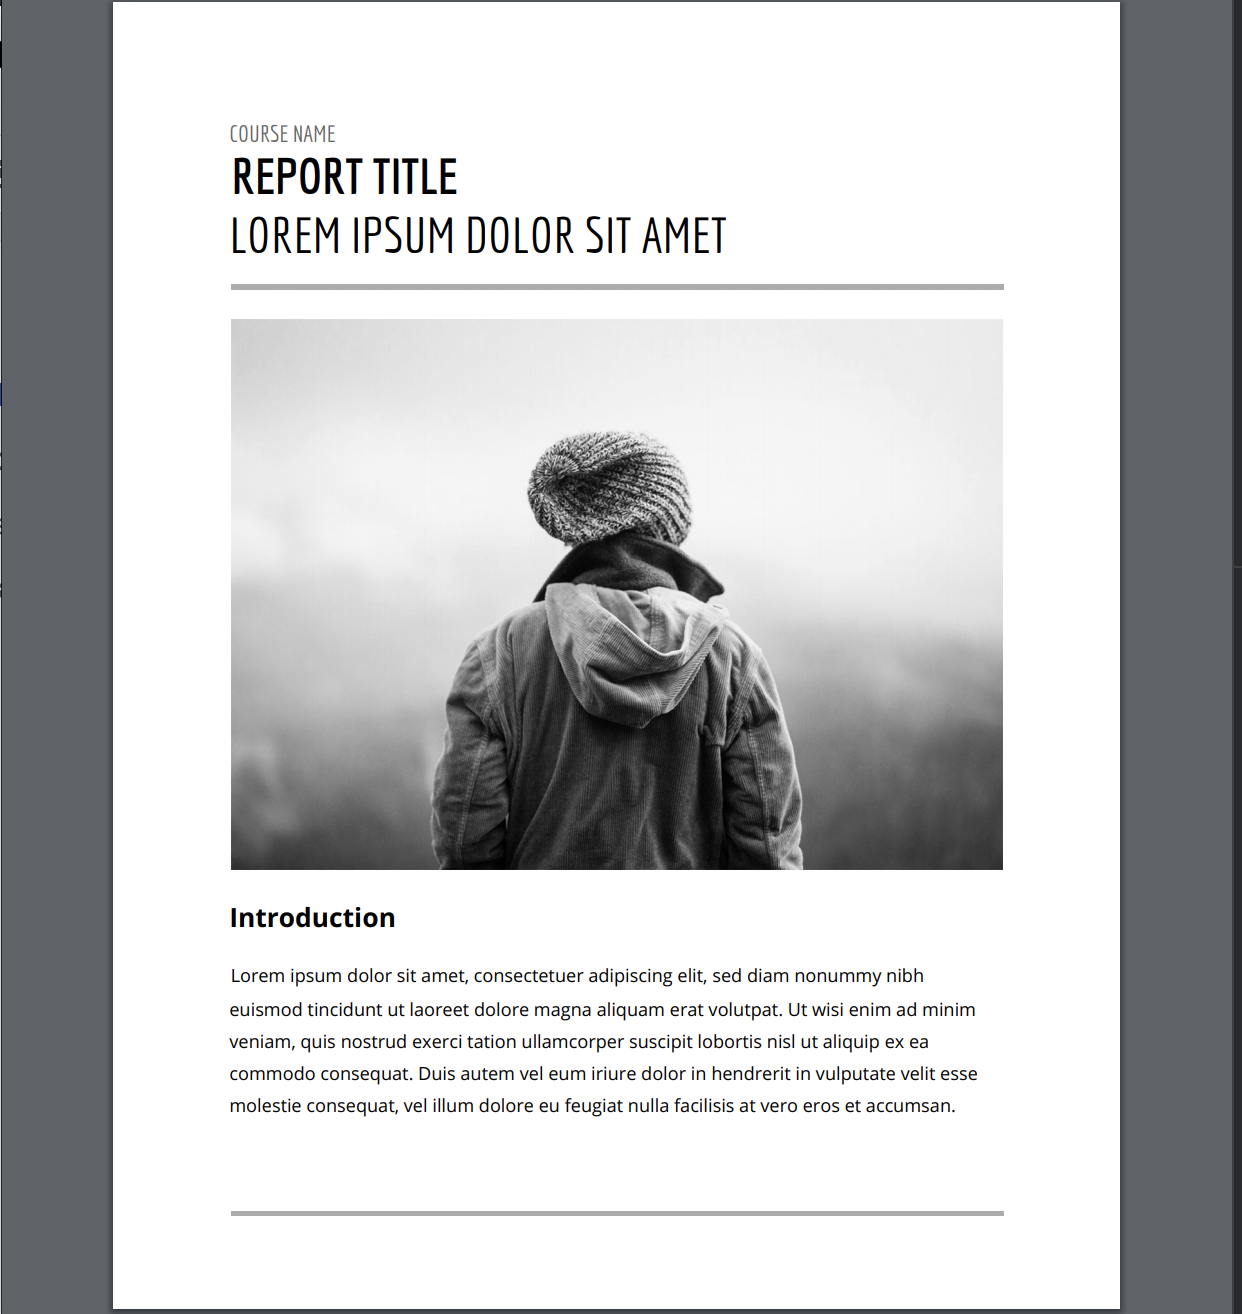 COURSE NAME
REPORT TITLE
LOREM IPSUM DOLOR SIT AMET
Introduction
Lorem ipsum dolor sit amet, consectetuer adipiscing elit, sed diam nonummy nibh
euismod tincidunt ut laoreet dolore magna aliquam erat volutpat. Ut wisi enim ad minim
veniam, quis nostrud exerci tation ullamcorper suscipit lobortis nisl ut aliquip ex ea
commodo consequat. Duis autem vel eum iriure dolor in hendrerit in vulputate velit esse
molestie consequat, vel illum dolore eu feugiat nulla facilisis at vero eros et accumsan.